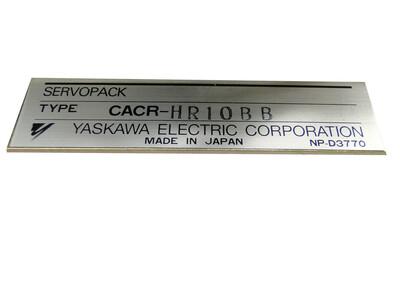 SERVOPACK
TYPE CACR-HR10BB
YASKAWA ELECTRIC CORPORATION
MADE IN JAPAN NP-D3770